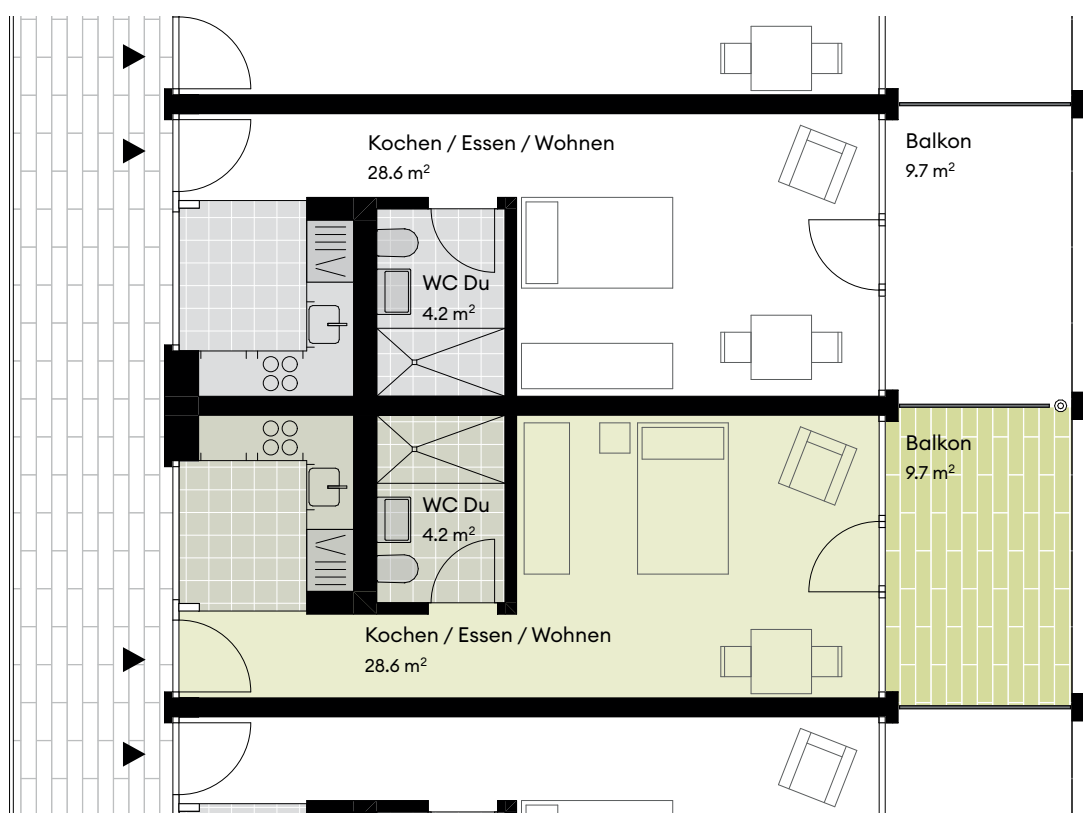 Kochen / Essen / Wohnen
28.6 m²
Balkon
9.7 m²
WC Du
4.2 m²
Balkon
9.7 m²
WC Du
4.2 m²
Kochen / Essen / Wohnen
28.6 m²